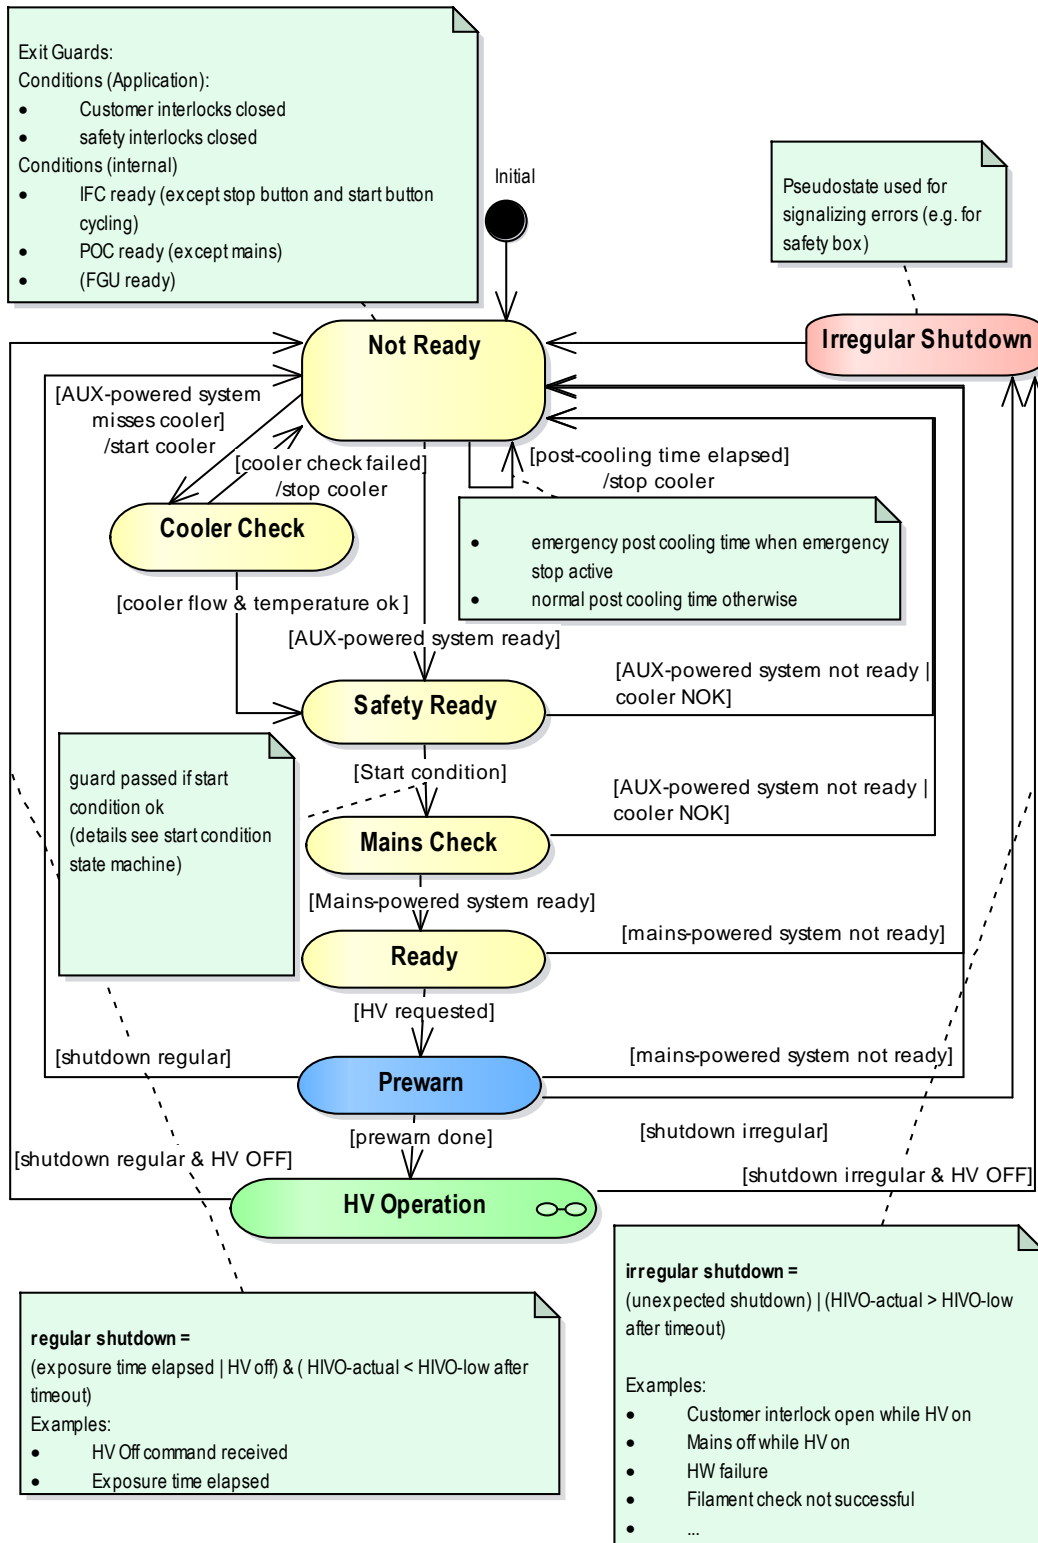 Exit Guards:
Conditions (Application):
• Customer interlocks closed
• safety interlocks closed
Conditions (internal)
• IFC ready (except stop button and start button
cycling)
• POC ready (except mains)
• (FGU ready)
Initial
Pseudostate used for
signalizing errors (e.g. for
safety box)
Not Ready
Irregular Shutdown
[AUX-powered system
misses cooler]
/start cooler
[cooler check failed]
/stop cooler
[post-cooling time elapsed]
/stop cooler
Cooler Check
• emergency post cooling time when emergency
stop active
• normal post cooling time otherwise
[cooler flow & temperature ok]
[AUX-powered system ready]
[AUX-powered system not ready |
cooler NOK]
Safety Ready
guard passed if start
condition ok
(details see start condition
state machine)
[Start condition]
[AUX-powered system not ready |
cooler NOK]
Mains Check
[Mains-powered system ready]
[mains-powered system not ready]
Ready
[HV requested]
[shutdown regular]
[mains-powered system not ready]
Prewarn
[prewarn done]
[shutdown irregular]
[shutdown regular & HV OFF]
[shutdown irregular & HV OFF]
HV Operation
regular shutdown =
(exposure time elapsed | HV off) & ( HIVO-actual < HIVO-low after
timeout)
Examples:
• HV Off command received
• Exposure time elapsed
irregular shutdown =
(unexpected shutdown) | (HIVO-actual > HIVO-low
after timeout)
Examples:
• Customer interlock open while HV on
• Mains off while HV on
• HW failure
• Filament check not successful
• ...